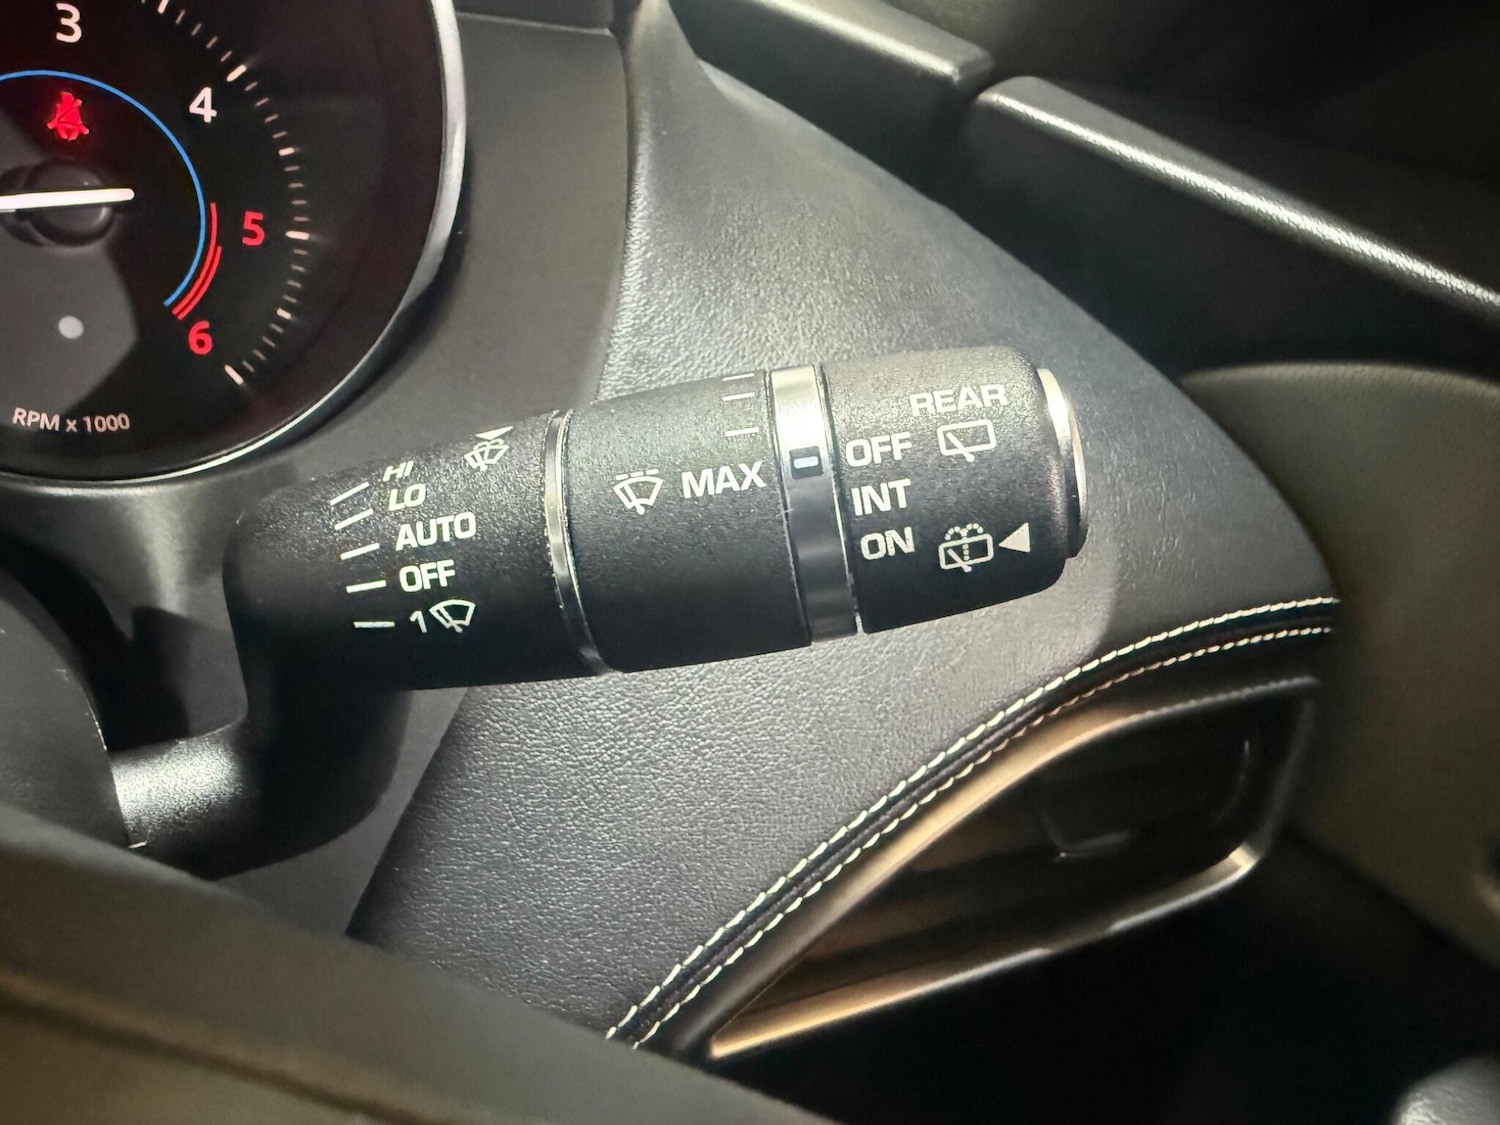 3
4
5
6
RPM x 1000
HI
LO
AUTO
OFF
1
MAX
REAR
OFF
INT
ON